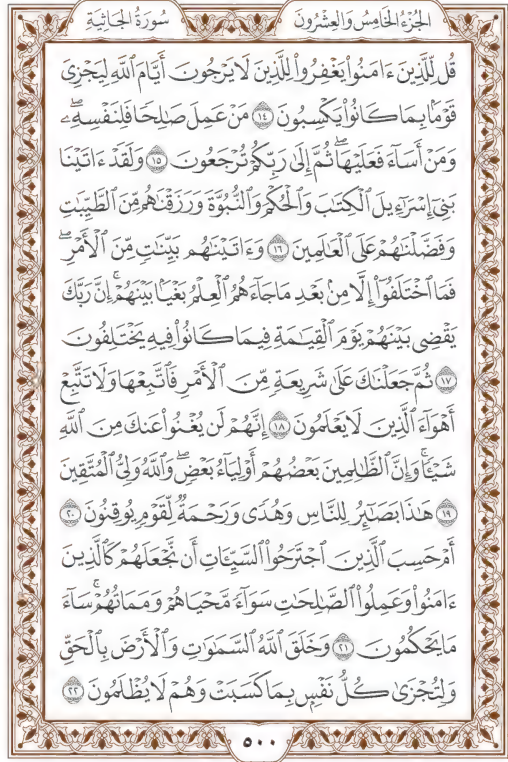 سُورَةُ الجَاثِيَةِ
الجُزْءُ الخَامِسُ وَالعِشْرُونَ
قُل لِّلَّذِينَ ءَامَنُوا۟ يَغْفِرُوا۟ لِلَّذِينَ لَا يَرْجُونَ أَيَّامَ ٱللَّهِ لِيَجْزِىَ
قَوْمًۢا بِمَا كَانُوا۟ يَكْسِبُونَ ١٤ مَنْ عَمِلَ صَٰلِحًا فَلِنَفْسِهِۦۖ
وَمَنْ أَسَآءَ فَعَلَيْهَاۖ ثُمَّ إِلَىٰ رَبِّكُمْ تُرْجَعُونَ ١٥ وَلَقَدْ ءَاتَيْنَا
بَنِىٓ إِسْرَٰٓءِيلَ ٱلْكِتَٰبَ وَٱلْحُكْمَ وَٱلنُّبُوَّةَ وَرَزَقْنَٰهُم مِّنَ ٱلطَّيِّبَٰتِ
وَفَضَّلْنَٰهُمْ عَلَى ٱلْعَٰلَمِينَ ١٦ وَءَاتَيْنَٰهُم بَيِّنَٰتٍ مِّنَ ٱلْأَمْرِۖ
فَمَا ٱخْتَلَفُوٓا۟ إِلَّا مِنۢ بَعْدِ مَا جَآءَهُمُ ٱلْعِلْمُ بَغْيًۢا بَيْنَهُمْۚ إِنَّ رَبَّكَ
يَقْضِى بَيْنَهُمْ يَوْمَ ٱلْقِيَٰمَةِ فِيمَا كَانُوا۟ فِيهِ يَخْتَلِفُونَ
١٧ ثُمَّ جَعَلْنَٰكَ عَلَىٰ شَرِيعَةٍ مِّنَ ٱلْأَمْرِ فَٱتَّبِعْهَا وَلَا تَتَّبِعْ
أَهْوَآءَ ٱلَّذِينَ لَا يَعْلَمُونَ ١٨ إِنَّهُمْ لَن يُغْنُوا۟ عَنكَ مِنَ ٱللَّهِ
شَيْـًٔاۚ وَإِنَّ ٱلظَّٰلِمِينَ بَعْضُهُمْ أَوْلِيَآءُ بَعْضٍۖ وَٱللَّهُ وَلِىُّ ٱلْمُتَّقِينَ
١٩ هَٰذَا بَصَٰٓئِرُ لِلنَّاسِ وَهُدًى وَرَحْمَةٌ لِّقَوْمٍ يُوقِنُونَ ٢٠
أَمْ حَسِبَ ٱلَّذِينَ ٱجْتَرَحُوا۟ ٱلسَّيِّـَٔاتِ أَن نَّجْعَلَهُمْ كَٱلَّذِينَ
ءَامَنُوا۟ وَعَمِلُوا۟ ٱلصَّٰلِحَٰتِ سَوَآءً مَّحْيَاهُمْ وَمَمَاتُهُمْۚ سَآءَ
مَا يَحْكُمُونَ ٢١ وَخَلَقَ ٱللَّهُ ٱلسَّمَٰوَٰتِ وَٱلْأَرْضَ بِٱلْحَقِّ
وَلِتُجْزَىٰ كُلُّ نَفْسٍۭ بِمَا كَسَبَتْ وَهُمْ لَا يُظْلَمُونَ ٢٢
٥٠٠